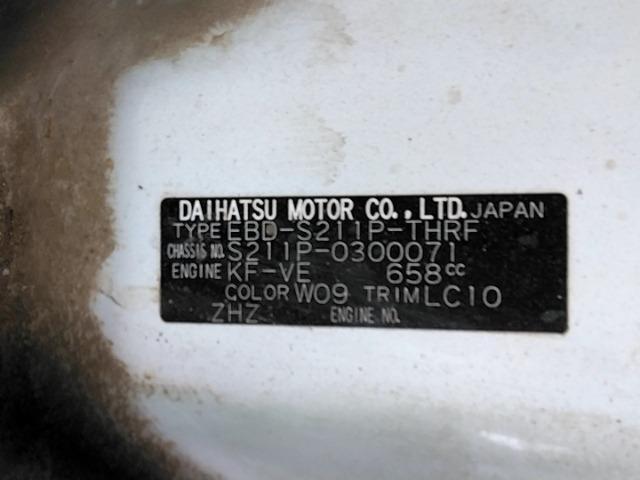 DAIHATSU MOTOR CO., LTD. JAPAN
TYPE EBD-S211P-THRF
CHASSIS NO. S211P-0300071
ENGINE KF-VE 658cc
COLOR W09 TRIM LC10
ZHZ ENGINE NO.